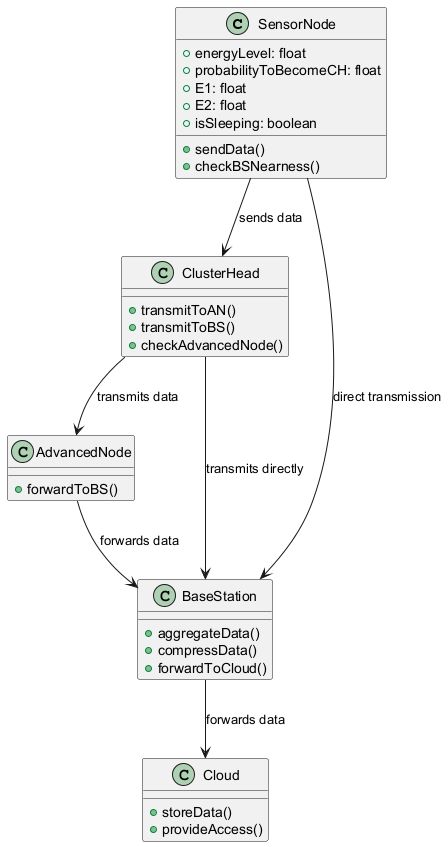 C SensorNode
energyLevel: float
probabilityToBecomeCH: float
E1: float
E2: float
isSleeping: boolean
sendData()
checkBSNearness()
sends data
C ClusterHead
transmitToAN()
transmitToBS()
checkAdvancedNode()
transmits data
direct transmission
C AdvancedNode
forwardToBS()
transmits directly
forwards data
C BaseStation
aggregateData()
compressData()
forwardToCloud()
forwards data
C Cloud
storeData()
provideAccess()